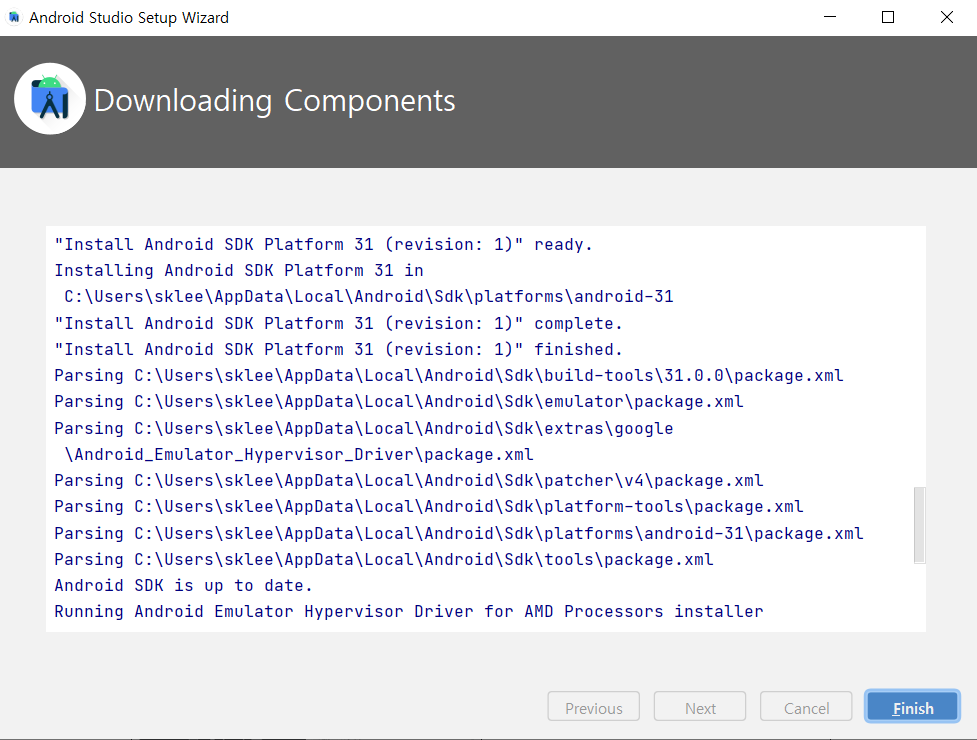 Android Studio Setup Wizard
Downloading Components
"Install Android SDK Platform 31 (revision: 1)" ready.
Installing Android SDK Platform 31 in
C:\Users\sklee\AppData\Local\Android\Sdk\platforms\android-31
"Install Android SDK Platform 31 (revision: 1)" complete.
"Install Android SDK Platform 31 (revision: 1)" finished.
Parsing C:\Users\sklee\AppData\Local\Android\Sdk\build-tools\31.0.0\package.xml
Parsing C:\Users\sklee\AppData\Local\Android\Sdk\emulator\package.xml
Parsing C:\Users\sklee\AppData\Local\Android\Sdk\extras\google
\Android_Emulator_Hypervisor_Driver\package.xml
Parsing C:\Users\sklee\AppData\Local\Android\Sdk\patcher\v4\package.xml
Parsing C:\Users\sklee\AppData\Local\Android\Sdk\platform-tools\package.xml
Parsing C:\Users\sklee\AppData\Local\Android\Sdk\platforms\android-31\package.xml
Parsing C:\Users\sklee\AppData\Local\Android\Sdk\tools\package.xml
Android SDK is up to date.
Running Android Emulator Hypervisor Driver for AMD Processors installer
Previous Next Cancel Finish